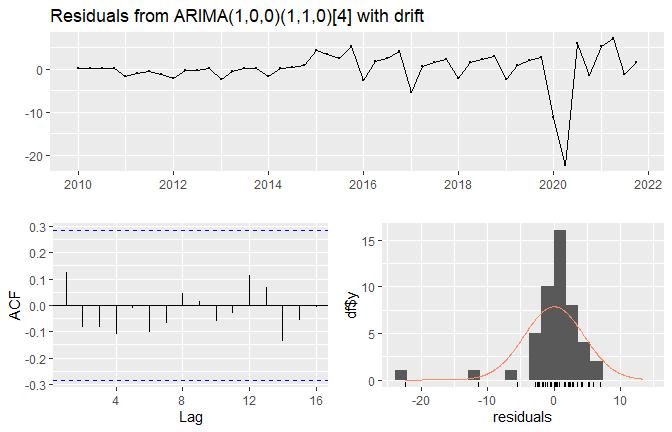 Residuals from ARIMA(1,0,0)(1,1,0)[4] with drift
0
-10
-20
2010 2012 2014 2016 2018 2020 2022
0.3
0.2
0.1
0.0
-0.1
-0.2
-0.3
ACF
4 8 12 16
Lag
15
10
5
0
df$y
-20 -10 0 10
residuals